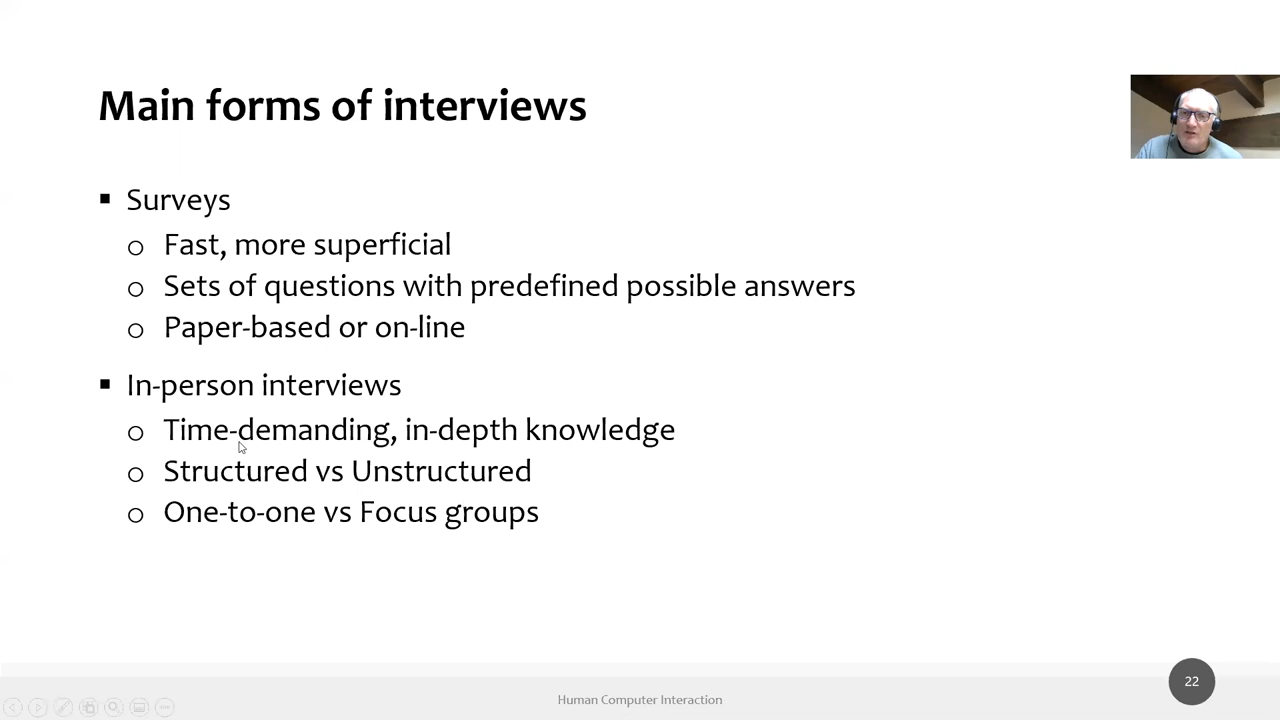 Main forms of interviews
Surveys
Fast, more superficial
Sets of questions with predefined possible answers
Paper-based or on-line
In-person interviews
Time-demanding, in-depth knowledge
Structured vs Unstructured
One-to-one vs Focus groups
Human Computer Interaction
22